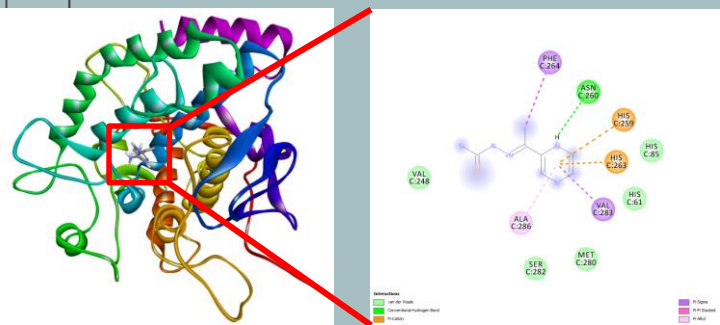 PHE
C:264
ASN
C:260
HIS
C:259
HIS
C:85
HIS
C:263
VAL
C:248
HIS
C:61
VAL
C:283
ALA
C:286
MET
C:280
SER
C:282
H
Interactions
van der Waals
Conventional Hydrogen Bond
Pi-Cation
Pi-Sigma
Pi-Pi Stacked
Pi-Alkyl